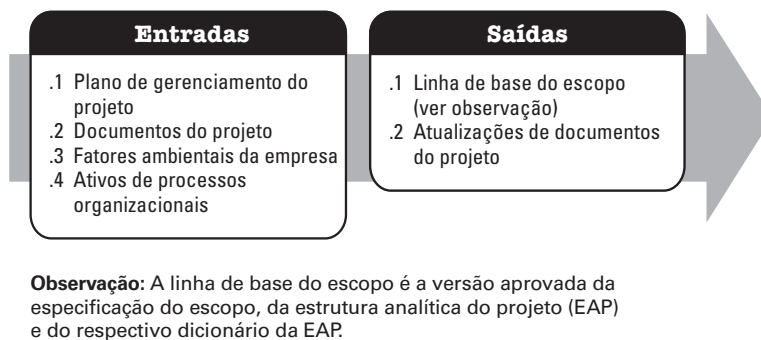 Entradas
.1 Plano de gerenciamento do
projeto
.2 Documentos do projeto
.3 Fatores ambientais da empresa
.4 Ativos de processos
organizacionais
Saídas
.1 Linha de base do escopo
(ver observação)
.2 Atualizações de documentos
do projeto
Observação: A linha de base do escopo é a versão aprovada da
especificação do escopo, da estrutura analítica do projeto (EAP)
e do respectivo dicionário da EAP.